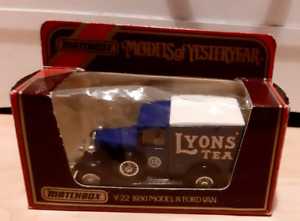 MATCHBOX
MODELS of YESTERYEAR
LYONS'
TEA
MATCHBOX
Y-22 1930 MODEL 'A' FORD VAN